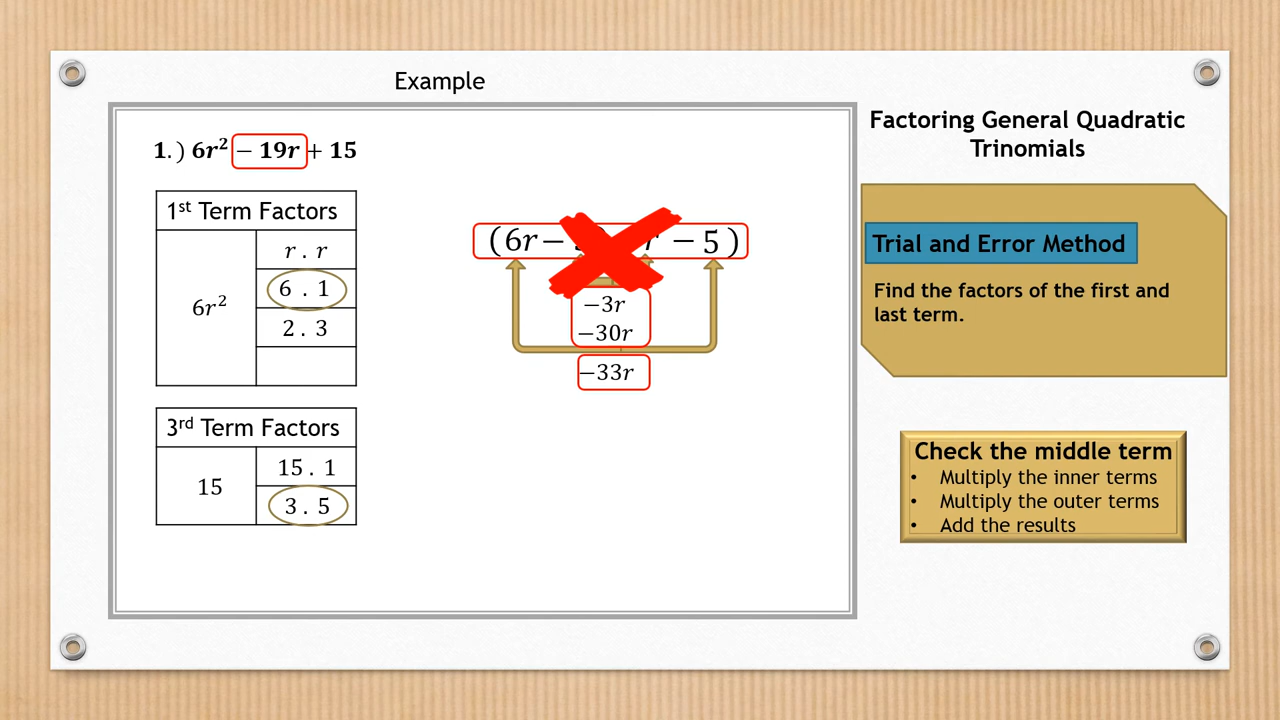 Example
1.) 6r² − 19r + 15
1st Term Factors
6r²
r . r
6 . 1
2 . 3
3rd Term Factors
15
15 . 1
3 . 5
(6r − − 5)
−3r
−30r
−33r
Factoring General Quadratic
Trinomials
Trial and Error Method
Find the factors of the first and
last term.
Check the middle term
• Multiply the inner terms
• Multiply the outer terms
• Add the results